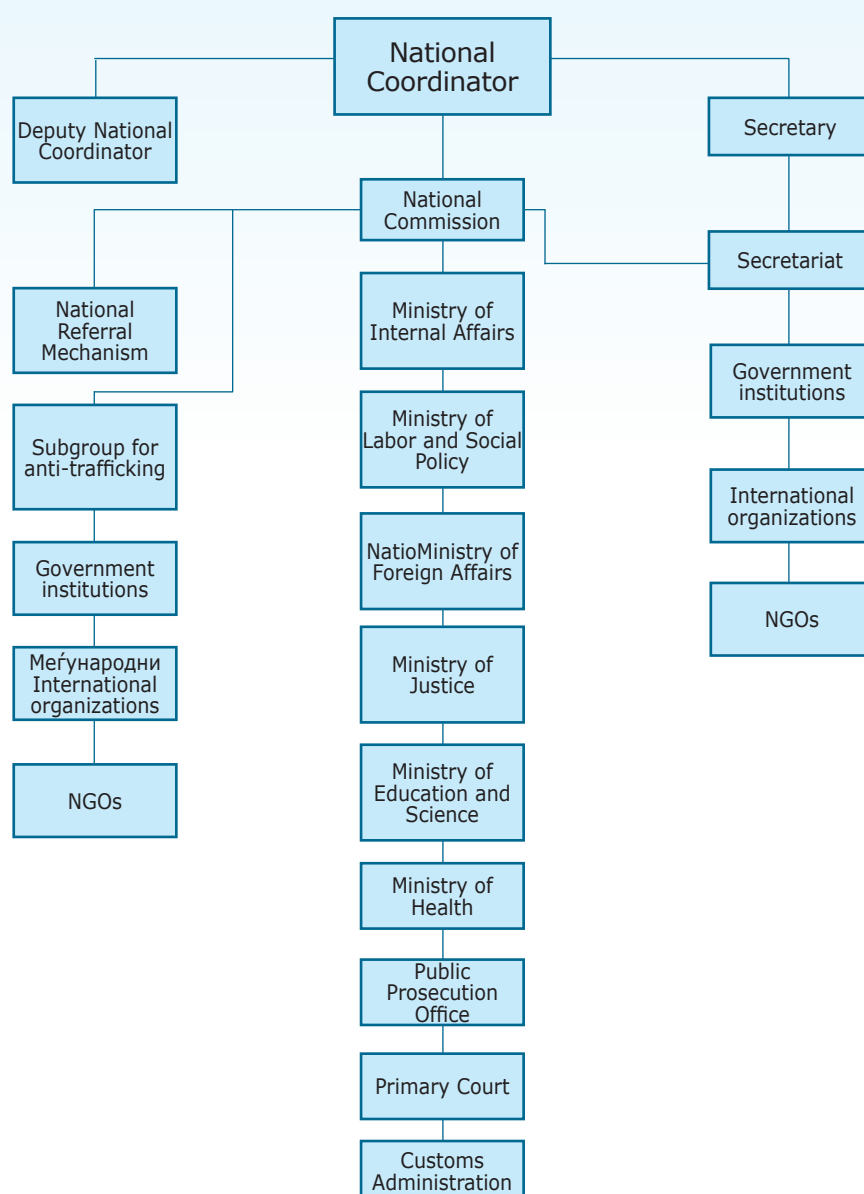 National
Coordinator
Deputy National
Coordinator
Secretary
National
Commission
Secretariat
National
Referral
Mechanism
Ministry of
Internal Affairs
Government
institutions
Subgroup for
anti-trafficking
Ministry of
Labor and Social
Policy
International
organizations
Government
institutions
NatioMinistry of
Foreign Affairs
NGOs
Меѓународни
International
organizations
Ministry of
Justice
NGOs
Ministry of
Education and
Science
Ministry of
Health
Public
Prosecution
Office
Primary Court
Customs
Administration